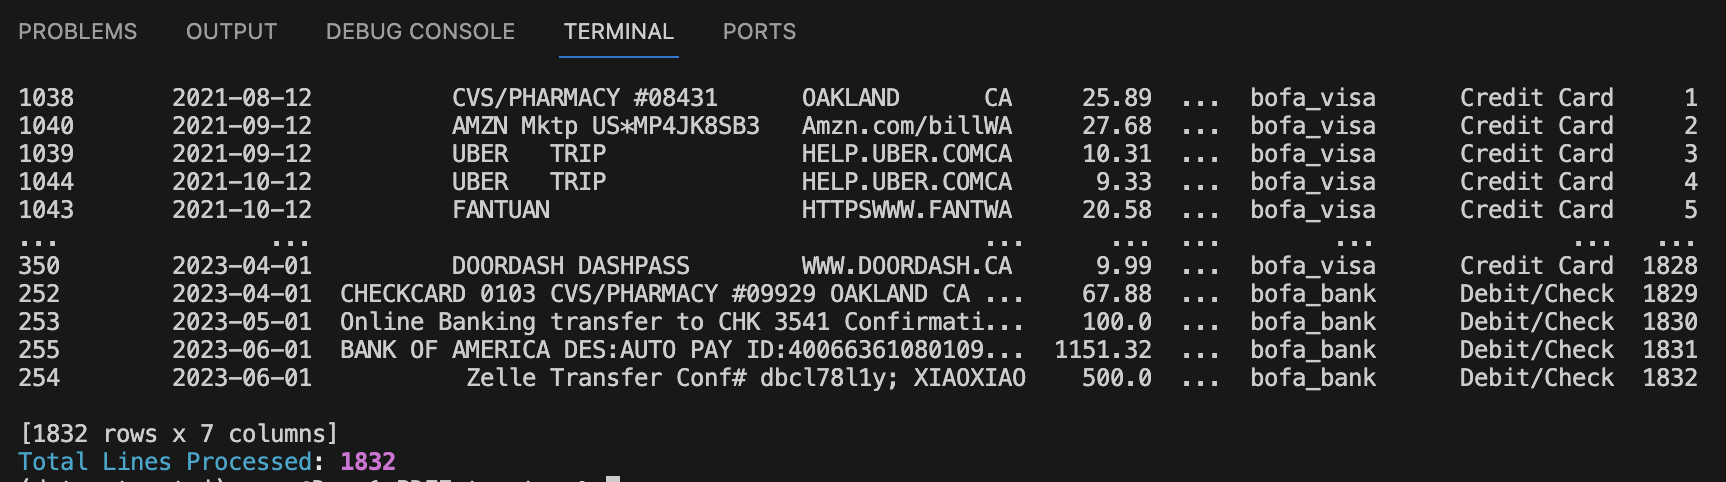 PROBLEMS OUTPUT DEBUG CONSOLE TERMINAL PORTS
1038 2021-08-12 CVS/PHARMACY #08431 OAKLAND CA 25.89 ... bofa_visa Credit Card 1
1040 2021-09-12 AMZN Mktp US*MP4JK8SB3 Amzn.com/billWA 27.68 ... bofa_visa Credit Card 2
1039 2021-09-12 UBER TRIP HELP.UBER.COMCA 10.31 ... bofa_visa Credit Card 3
1044 2021-10-12 UBER TRIP HELP.UBER.COMCA 9.33 ... bofa_visa Credit Card 4
1043 2021-10-12 FANTUAN HTTPSWWW.FANTWA 20.58 ... bofa_visa Credit Card 5
... ... ... ... ... ... ... ...
350 2023-04-01 DOORDASH DASHPASS WWW.DOORDASH.CA 9.99 ... bofa_visa Credit Card 1828
252 2023-04-01 CHECKCARD 0103 CVS/PHARMACY #09929 OAKLAND CA ... 67.88 ... bofa_bank Debit/Check 1829
253 2023-05-01 Online Banking transfer to CHK 3541 Confirmati... 100.0 ... bofa_bank Debit/Check 1830
255 2023-06-01 BANK OF AMERICA DES:AUTO PAY ID:40066361080109... 1151.32 ... bofa_bank Debit/Check 1831
254 2023-06-01 Zelle Transfer Conf# dbcl78l1y; XIAOXIAO 500.0 ... bofa_bank Debit/Check 1832
[1832 rows x 7 columns]
Total Lines Processed: 1832